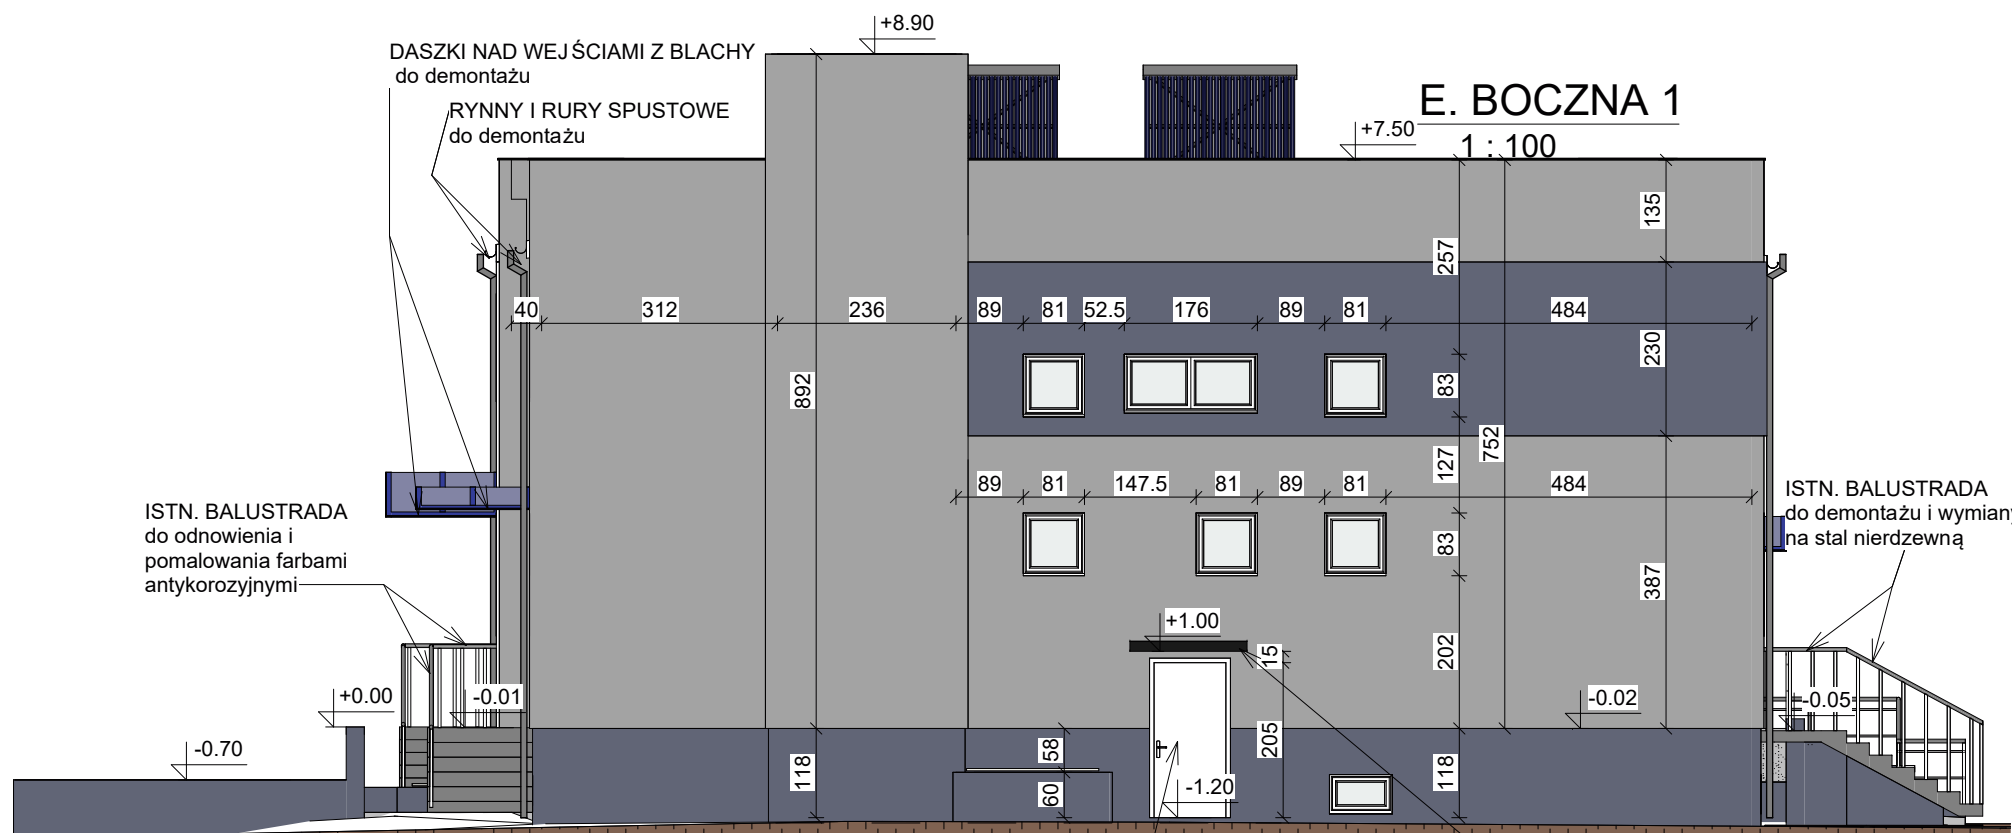 +8.90
DASZKI NAD WEJŚCIAMI Z BLACHY
do demontażu
RYNNY I RURY SPUSTOWE
do demontażu
E. BOCZNA 1
1 : 100
+7.50
135
257
40 312 236 89 81 52.5 176 89 81 484
230
892
83
752
127
89 81 147.5 81 89 81 484
ISTN. BALUSTRADA
do odnowienia i
pomalowania farbami
antykorozyjnymi
ISTN. BALUSTRADA
do demontażu i wymiany
na stal nierdzewną
83
387
+1.00
15
202
+0.00
-0.01
-0.02
-0.05
-0.70
205
58
118
118
60
-1.20